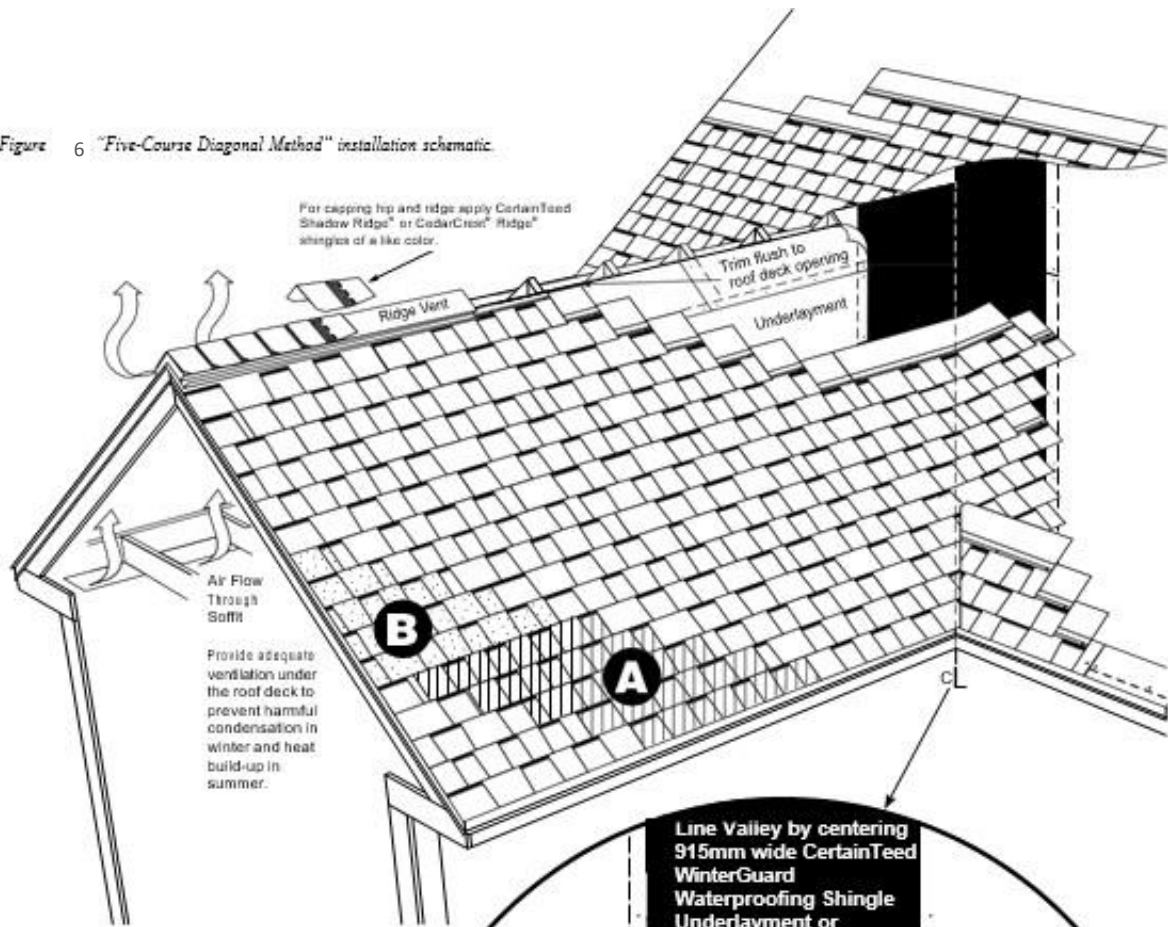 Figure 6 "Five-Course Diagonal Method" installation schematic.
For capping hip and ridge apply CertainTeed
Shadow Ridge® or CedarCrest® Ridge®
shingles of a like color.
Trim flush to
roof deck opening
Ridge Vent
Underlayment
Air Flow
Through
Soffit
B
A
Provide adequate
ventilation under
the roof deck to
prevent harmful
condensation in
winter and heat
build-up in
summer.
CL
Line Valley by centering
915mm wide CertainTeed
WinterGuard
Waterproofing Shingle
Underlayment or